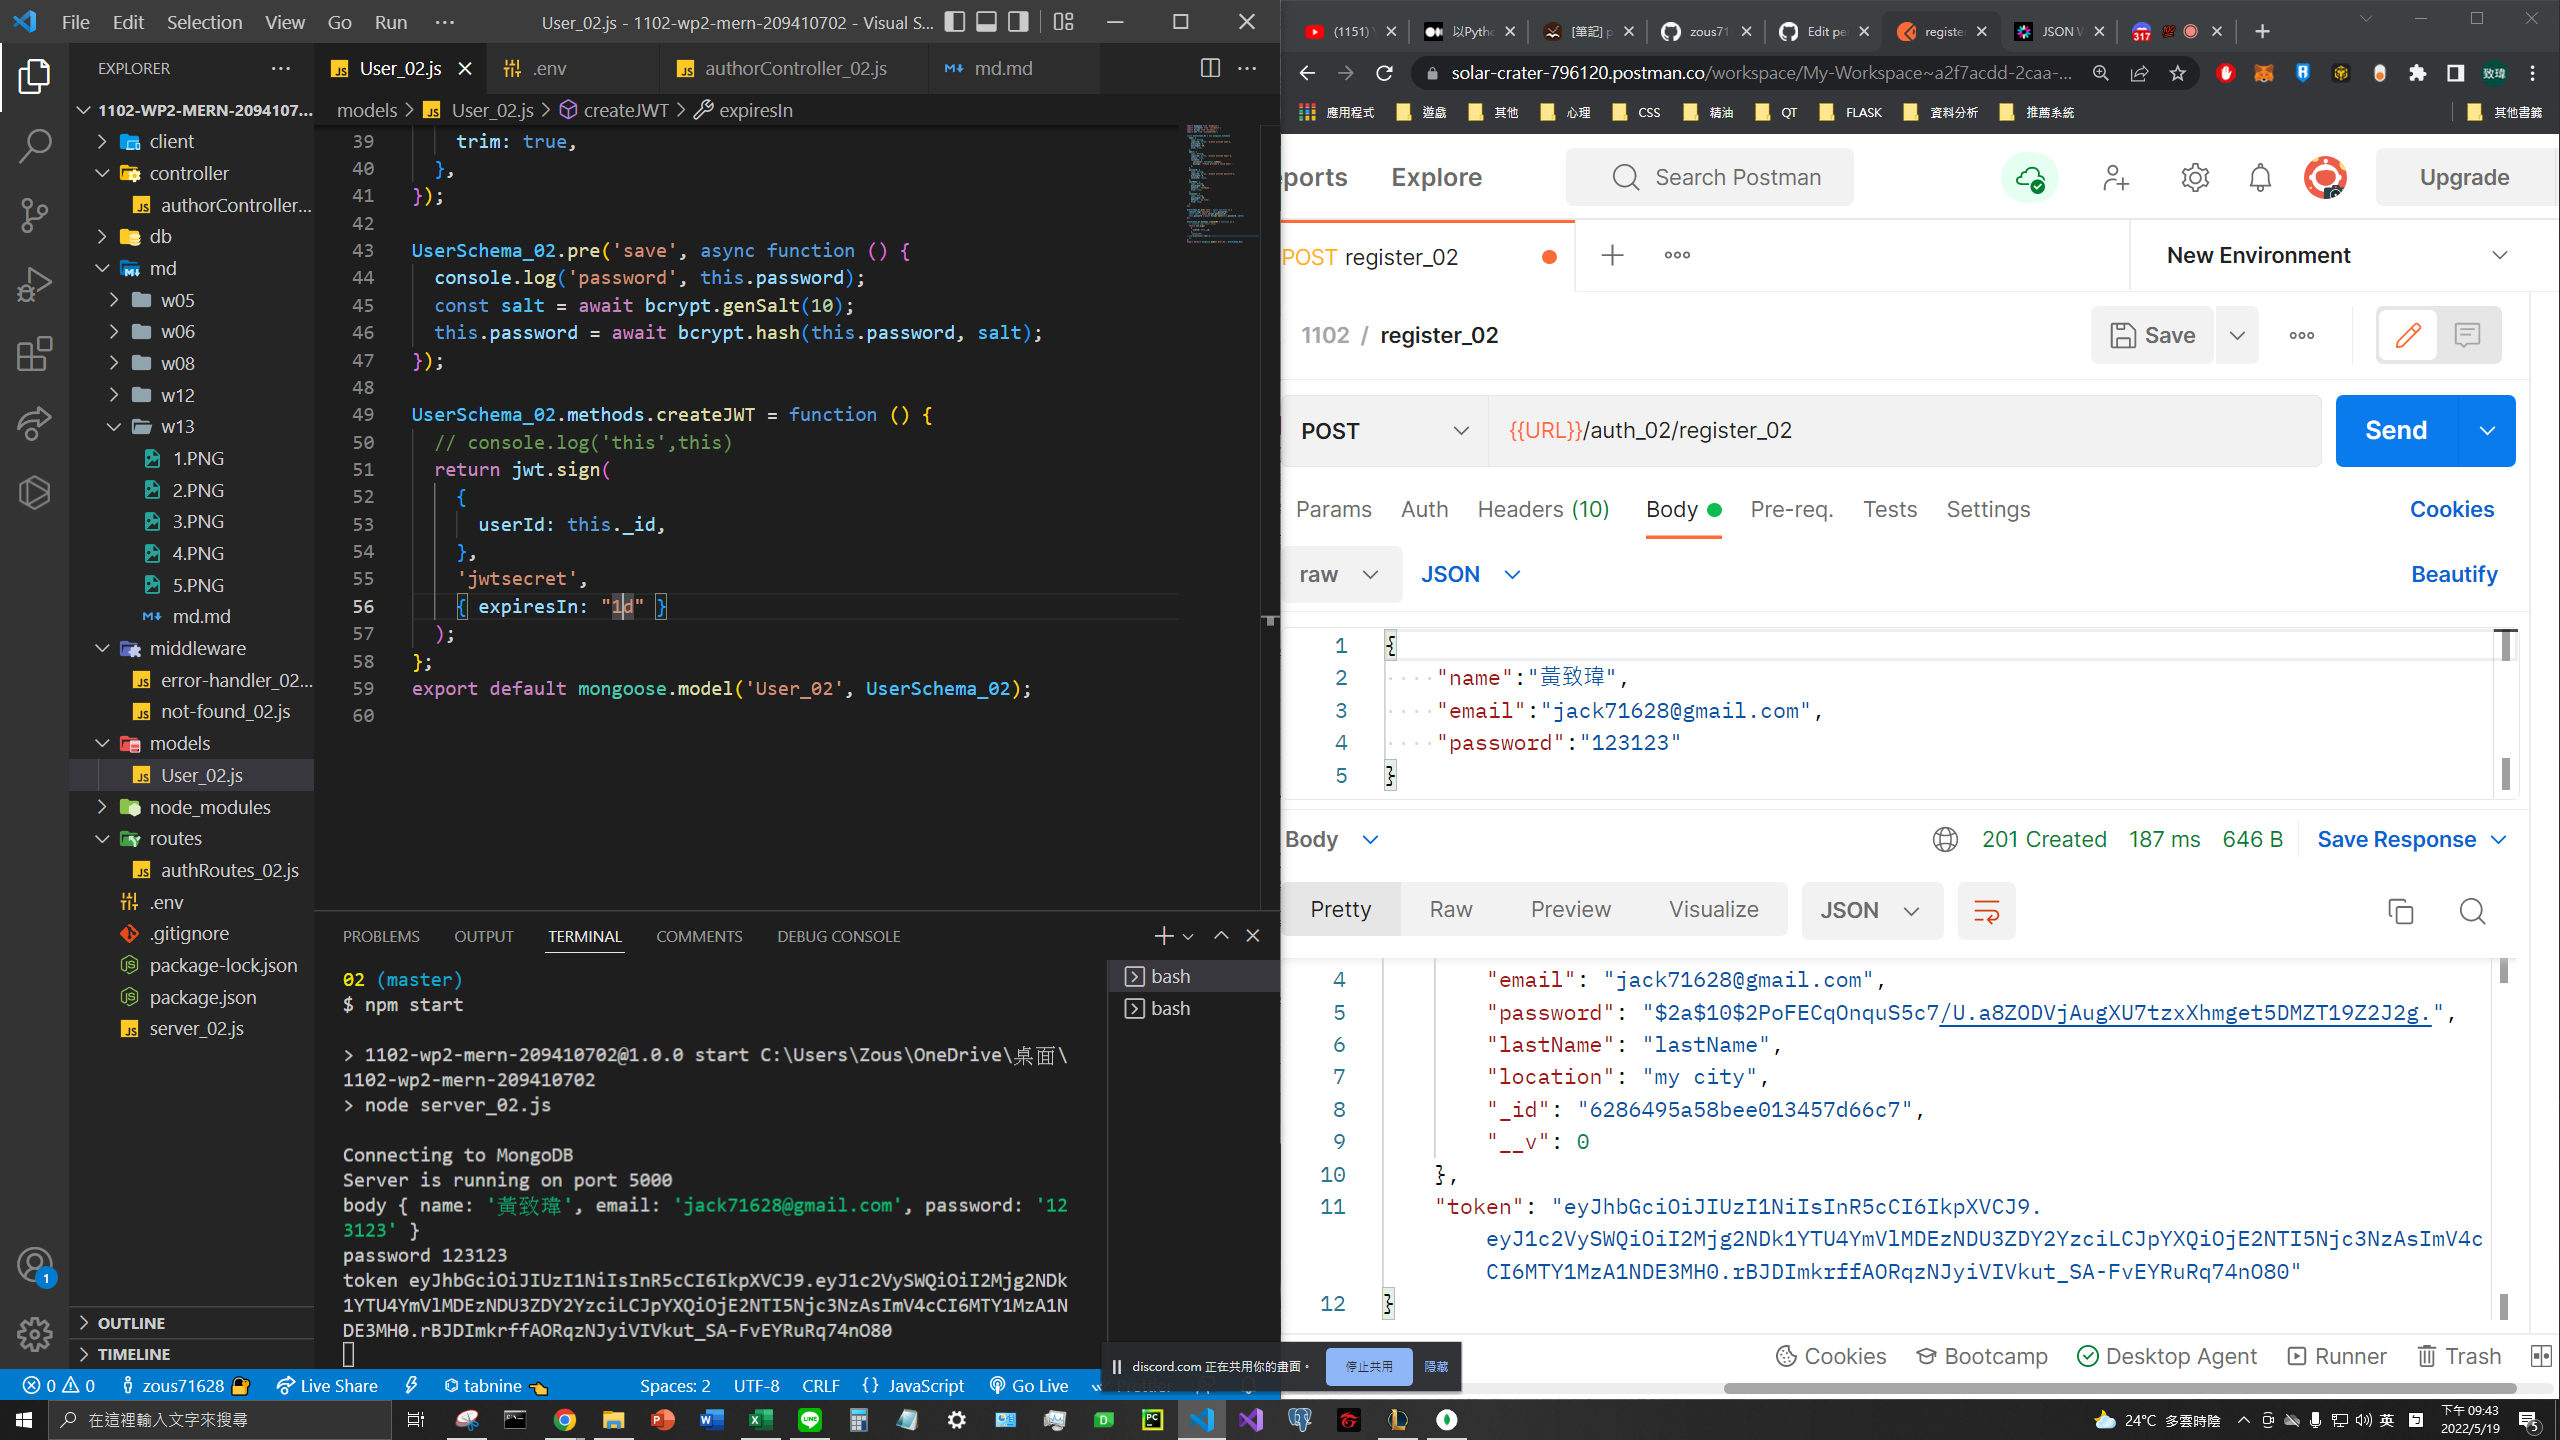 File Edit Selection View Go Run ··· User_02.js - 1102-wp2-mern-209410702 - Visual S...
EXPLORER
1102-WP2-MERN-2094107...
client
controller
authorController...
db
md
w05
w06
w08
w12
w13
1.PNG
2.PNG
3.PNG
4.PNG
5.PNG
md.md
middleware
error-handler_02...
not-found_02.js
models
User_02.js
node_modules
routes
authRoutes_02.js
.env
.gitignore
package-lock.json
package.json
server_02.js
OUTLINE
TIMELINE
User_02.js .env authorController_02.js md.md
models > User_02.js > createJWT > expiresIn
39 trim: true,
40 },
41 });
42
43 UserSchema_02.pre('save', async function () {
44 console.log('password', this.password);
45 const salt = await bcrypt.genSalt(10);
46 this.password = await bcrypt.hash(this.password, salt);
47 });
48
49 UserSchema_02.methods.createJWT = function () {
50 // console.log('this',this)
51 return jwt.sign(
52 {
53 userId: this._id,
54 },
55 'jwtsecret',
56 { expiresIn: "1d" }
57 );
58 };
59 export default mongoose.model('User_02', UserSchema_02);
60
PROBLEMS OUTPUT TERMINAL COMMENTS DEBUG CONSOLE
02 (master)
$ npm start
> 1102-wp2-mern-209410702@1.0.0 start C:\Users\Zous\OneDrive\桌面\
1102-wp2-mern-209410702
> node server_02.js
Connecting to MongoDB
Server is running on port 5000
body { name: '黃致瑋', email: 'jack71628@gmail.com', password: '12
3123' }
password 123123
token eyJhbGciOiJIUzI1NiIsInR5cCI6IkpXVCJ9.eyJ1c2VySWQiOiI2Mjg2NDk
1YTU4YmVlMDEzNDU3ZDY2YzciLCJpYXQiOjE2NTI5Njc3NzAsImV4cCI6MTY1MzA1N
DE3MH0.rBJDImkrffAORqzNJyiVIVkut_SA-FvEYRuRq74nO80
bash
bash
1
0 0 zous71628 Live Share tabnine Spaces: 2 UTF-8 CRLF {} JavaScript Go Live
(1151) 以Pyth [筆記] p zous71 Edit pe registe JSON W 317
solar-crater-796120.postman.co/workspace/My-Workspace~a2f7acdd-2caa-... 致瑋
應用程式 遊戲 其他 心理 CSS 精油 QT FLASK 資料分析 推薦系統 其他書籤
ports Explore Search Postman Upgrade
POST register_02 New Environment
1102 / register_02 Save
POST {{URL}}/auth_02/register_02 Send
Params Auth Headers (10) Body Pre-req. Tests Settings Cookies
raw JSON Beautify
1 {
2 "name":"黃致瑋",
3 "email":"jack71628@gmail.com",
4 "password":"123123"
5 }
Body 201 Created 187 ms 646 B Save Response
Pretty Raw Preview Visualize JSON
4 "email": "jack71628@gmail.com",
5 "password": "$2a$10$2PoFECqOnquS5c7/U.a8ZODVjAugXU7tzxXhmget5DMZT19Z2J2g.",
6 "lastName": "lastName",
7 "location": "my city",
8 "_id": "6286495a58bee013457d66c7",
9 "__v": 0
10 },
11 "token": "eyJhbGciOiJIUzI1NiIsInR5cCI6IkpXVCJ9.
eyJ1c2VySWQiOiI2Mjg2NDk1YTU4YmVlMDEzNDU3ZDY2YzciLCJpYXQiOjE2NTI5Njc3NzAsImV4c
CI6MTY1MzA1NDE3MH0.rBJDImkrffAORqzNJyiVIVkut_SA-FvEYRuRq74nO80"
12 }
discord.com 正在共用你的畫面。 停止共用 隱藏
Cookies Bootcamp Desktop Agent Runner Trash
在這裡輸入文字來搜尋
24°C 多雲時陰 英 下午 09:43
2022/5/19 5